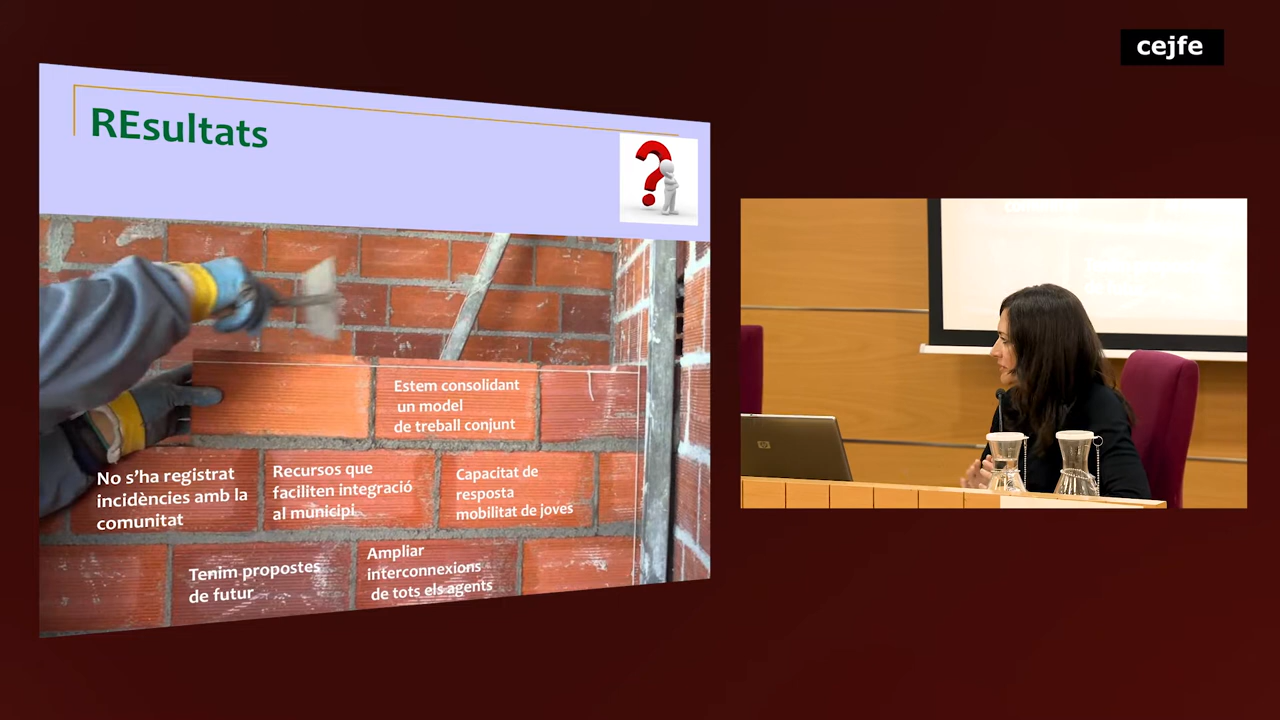 cejfe
REsultats
Estem consolidant
un model
de treball conjunt
No s'ha registrat
incidències amb la
comunitat
Recursos que
faciliten integració
al municipi.
Capacitat de
resposta
mobilitat de joves
Tenim propostes
de futur
Ampliar
interconnexions
de tots els agents